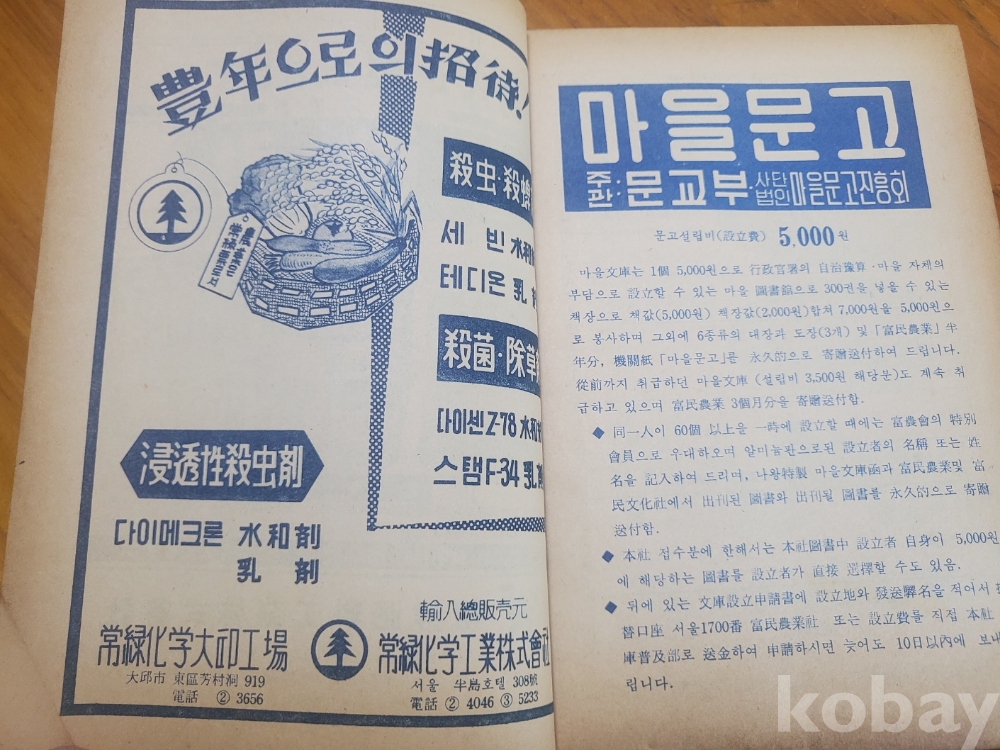 豐年으로의招待!
農藥은
常綠표로
殺虫·殺
세 빈 水和
테디온 乳
殺菌·除草
다이센Z-78 水和
스탬F-34 乳
浸透性殺虫剤
다이메크론 水和剤
乳 剤
輸入總販売元
常緑化学大邱工場
大邱市 東區芳村洞 919
電話 ② 3656
常緑化学工業株式會社
서울 半島호텔 308號
電話 ② 4046 ③ 5233
마을문고
주관: 문교부·사단법인마을문고진흥회
문고설립비(設立費) 5,000원
마을文庫는 1個 5,000원으로 行政官署의 自治豫算·마을 자체의
부담으로 設立할 수 있는 마을 圖書舘으로 300권을 넣을 수 있는
책상으로 책값(5,000원) 책장값(2,000원)합쳐 7,000원을 5,000원으
로 봉사하며 그외에 6종류의 대장과 도장(3개) 및 「富民農業」 半
年分, 機關紙「마을문고」를 永久的으로 寄贈送付하여 드립니다.
從前까지 취급하던 마을文庫 (설립비 3,500원 해당문)도 계속 취
급하고 있으며 富民農業 3個月分을 寄贈送付함.
◆ 同一人이 60個 以上을 一時에 設立할 때에는 富農會의 特別
會員으로 우대하오며 알미늄판으로된 設立者의 名稱 또는 姓
名을 記入하여 드리며, 나왕特製 마을文庫函과 富民農業및 富
民文化社에서 出刊된 圖書와 出刊될 圖書를 永久的으로 寄贈
送付함.
◆ 本社 접수분에 한해서는 本社圖書中 設立者 自身이 5,000원
에 해당하는 圖書를 設立者가 直接 選擇할 수도 있음.
◆ 뒤에 있는 文庫設立申請書에 設立地와 發送驛名을 적어서
替口座 서울1700番 富民農業社 또는 設立費를 직접 本社
庫普及部로 送金하여 申請하시면 늦어도 10日以內에 보내
립니다.
kobay